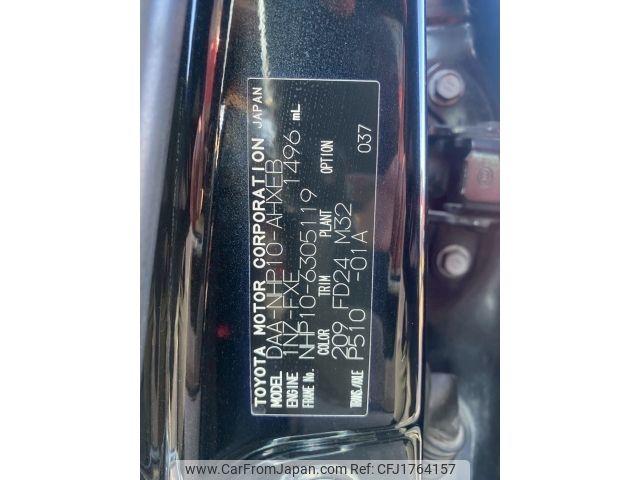 TOYOTA MOTOR CORPORATION JAPAN
MODEL DAA-NHP10-AHXEB
ENGINE 1NZ-FXE 1496 mL
FRAME No. NHP10-6305119
COLOR TRIM PLANT OPTION
209 FD24 M32 037
TRANS./AXLE P510 -01A
www.CarFromJapan.com Ref: CFJ1764157